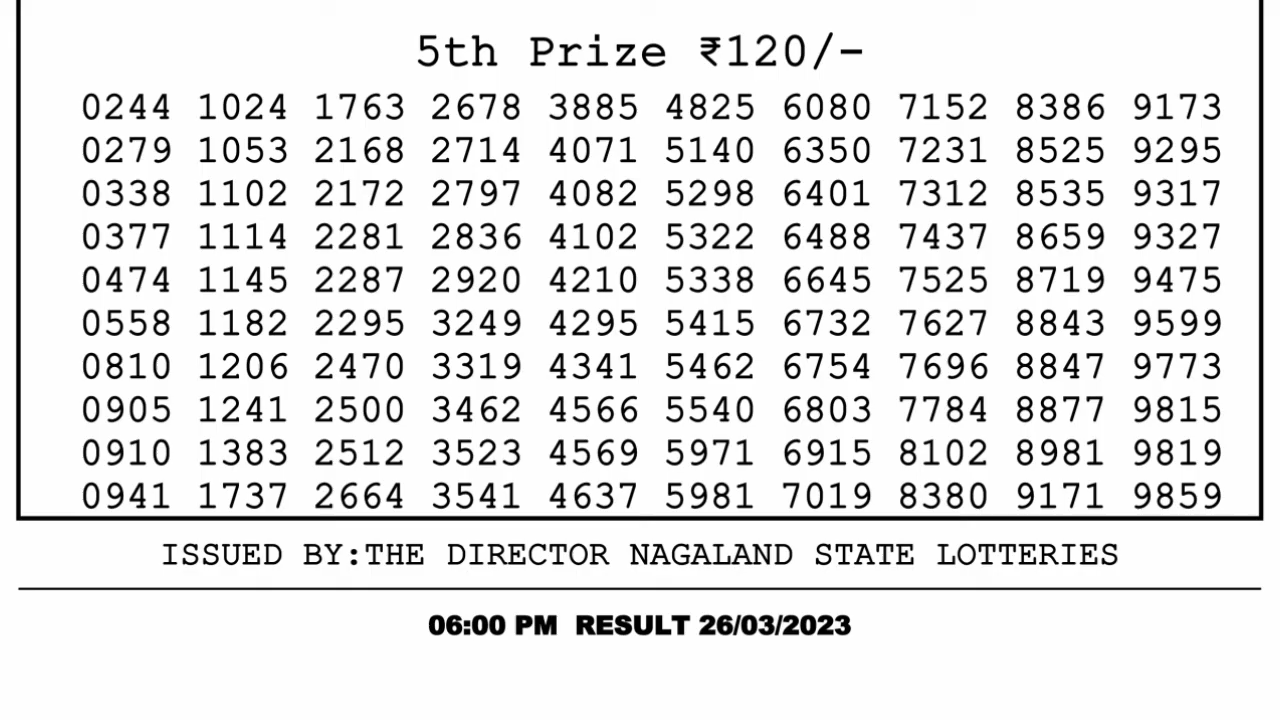 5th Prize ₹120/-
0244 1024 1763 2678 3885 4825 6080 7152 8386 9173
0279 1053 2168 2714 4071 5140 6350 7231 8525 9295
0338 1102 2172 2797 4082 5298 6401 7312 8535 9317
0377 1114 2281 2836 4102 5322 6488 7437 8659 9327
0474 1145 2287 2920 4210 5338 6645 7525 8719 9475
0558 1182 2295 3249 4295 5415 6732 7627 8843 9599
0810 1206 2470 3319 4341 5462 6754 7696 8847 9773
0905 1241 2500 3462 4566 5540 6803 7784 8877 9815
0910 1383 2512 3523 4569 5971 6915 8102 8981 9819
0941 1737 2664 3541 4637 5981 7019 8380 9171 9859
ISSUED BY:THE DIRECTOR NAGALAND STATE LOTTERIES
06:00 PM RESULT 26/03/2023